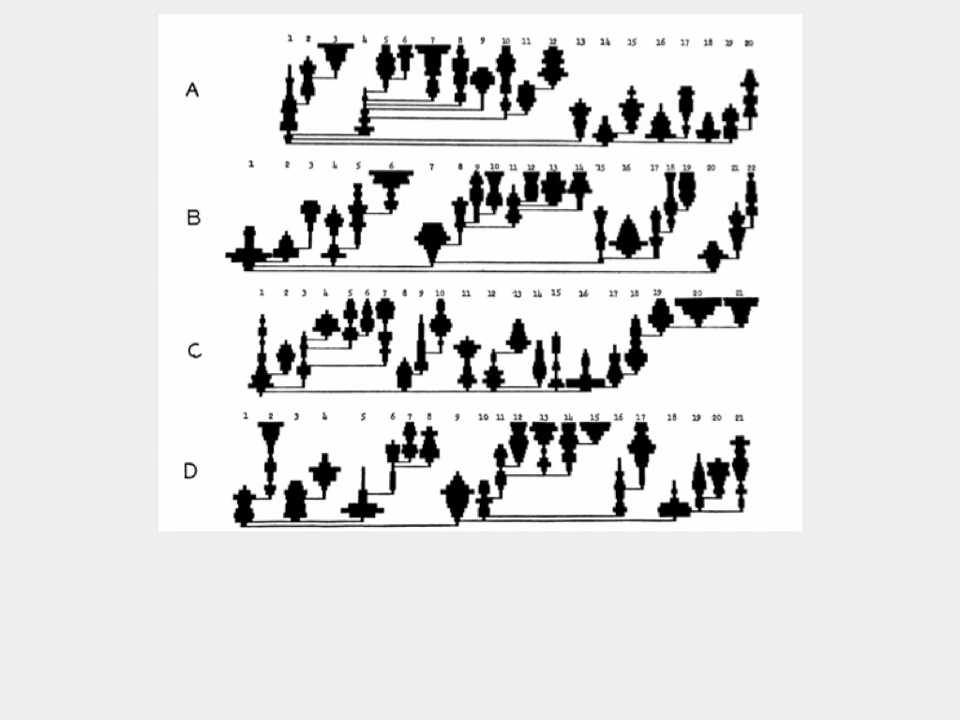 1 2 3 4 5 6 7 8 9 10 11 12 13 14 15 16 17 18 19 20
A
1 2 3 4 5 6 7 8 9 10 11 12 13 14 15 16 17 18 19 20 21 22
B
1 2 3 4 5 6 7 8 9 10 11 12 13 14 15 16 17 18 19 20 21
C
1 2 3 4 5 6 7 8 9 10 11 12 13 14 15 16 17 18 19 20 21
D